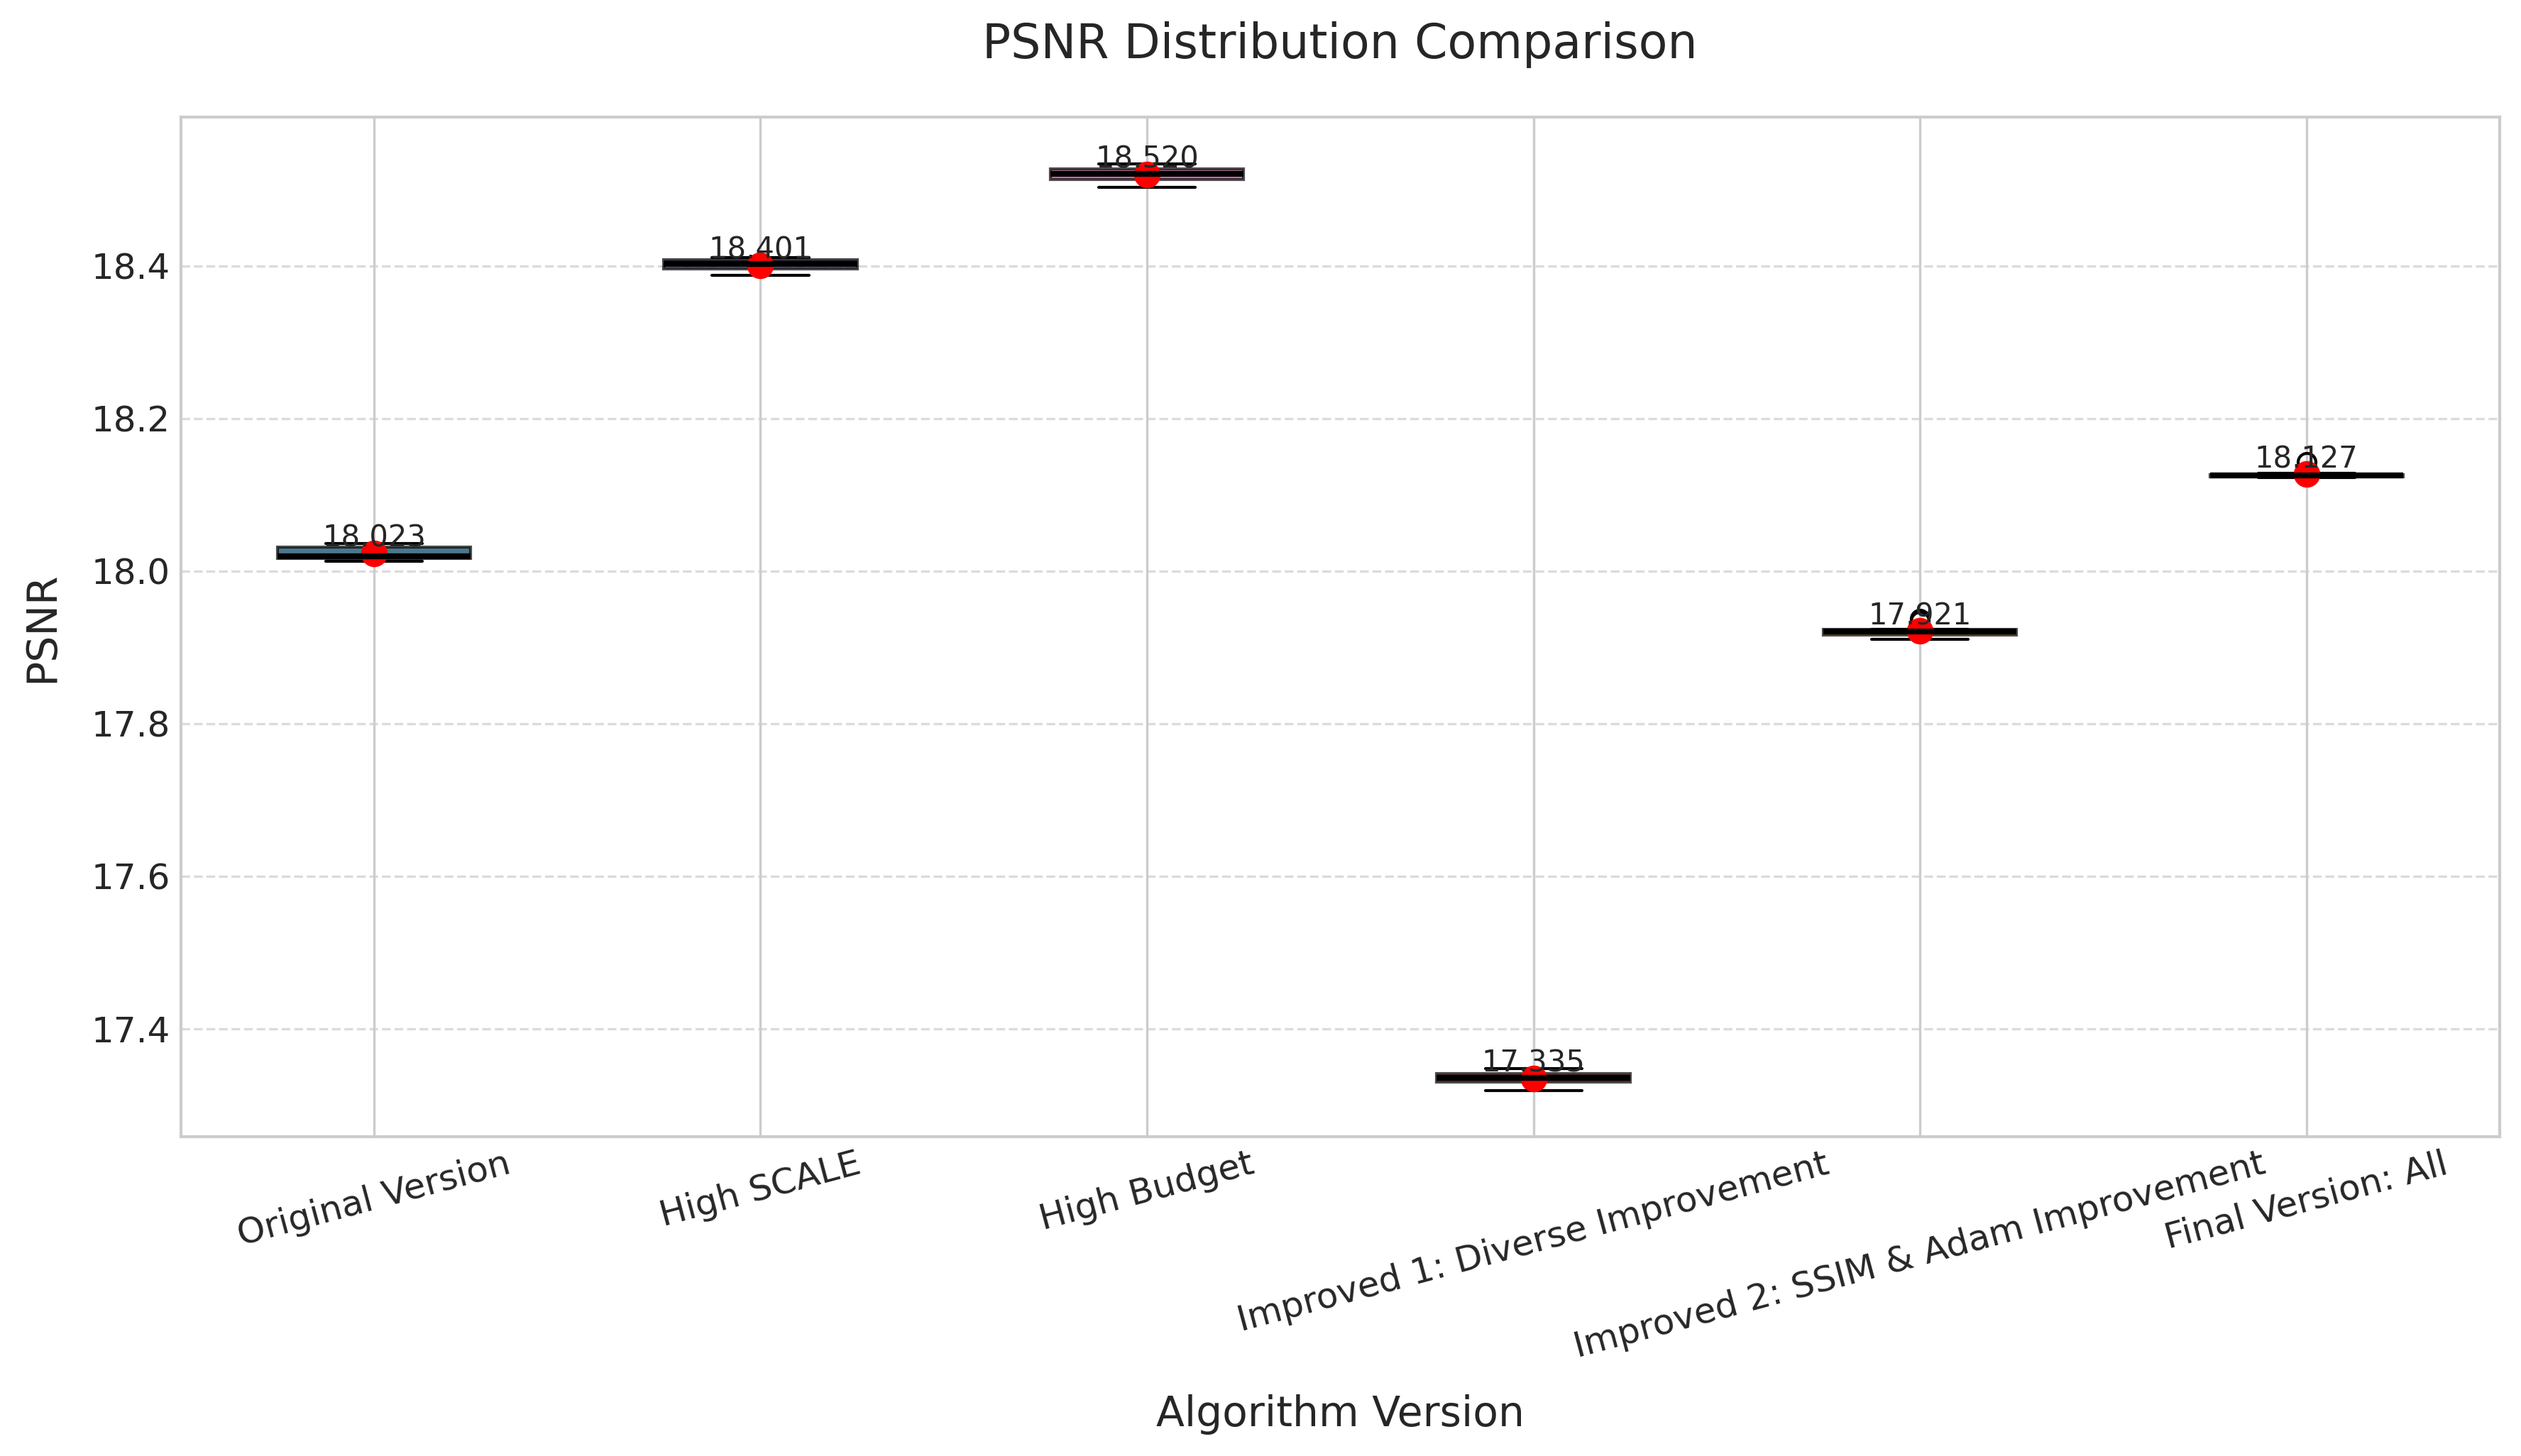 PSNR Distribution Comparison
PSNR
18.4
18.2
18.0
17.8
17.6
17.4
18.023
18.401
18.520
17.335
17.921
18.127
Original Version
High SCALE
High Budget
Improved 1: Diverse Improvement
Improved 2: SSIM & Adam Improvement
Final Version: All
Algorithm Version